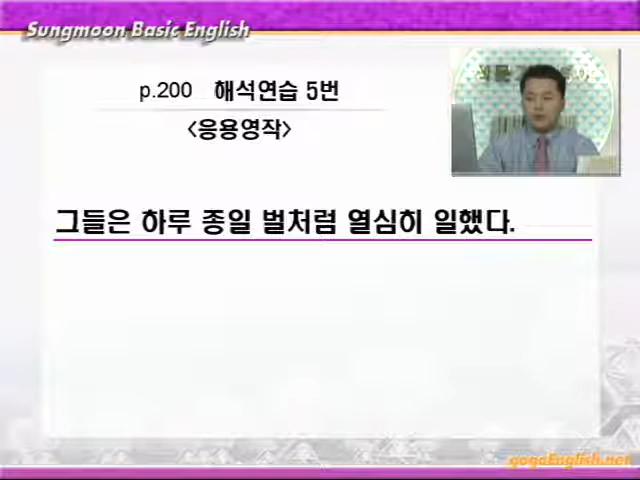 Sungmoon Basic English
p.200 해석연습 5번
<응용영작>
그들은 하루 종일 벌처럼 열심히 일했다.
gogoEnglish.net